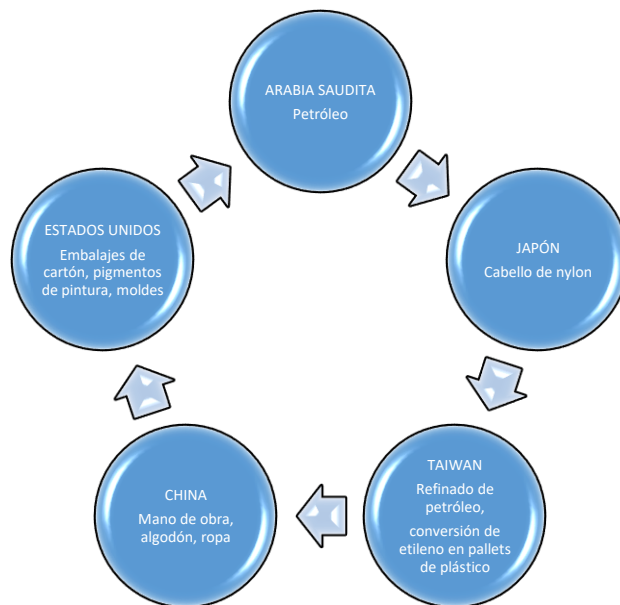 ARABIA SAUDITA
Petróleo
JAPÓN
Cabello de nylon
TAIWAN
Refinado de
petróleo,
conversión de
etileno en pallets
de plástico
CHINA
Mano de obra,
algodón, ropa
ESTADOS UNIDOS
Embalajes de
cartón, pigmentos
de pintura, moldes